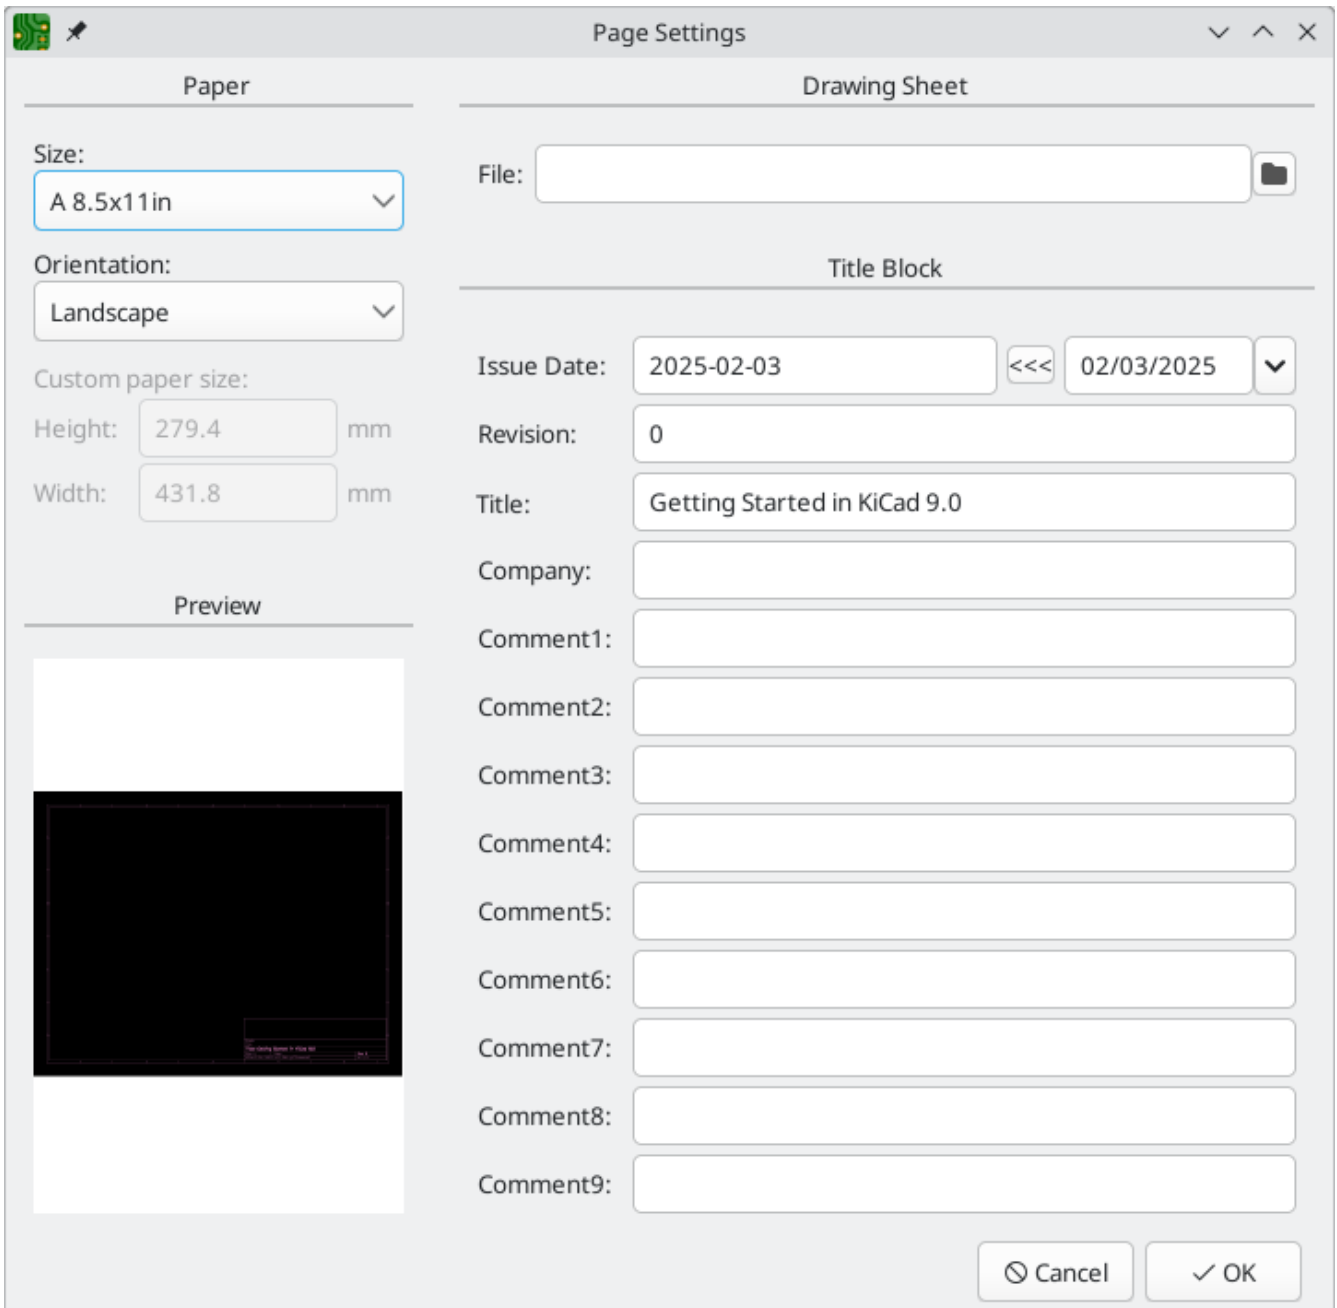 Page Settings
Paper
Size:
A 8.5x11in
Orientation:
Landscape
Custom paper size:
Height: 279.4 mm
Width: 431.8 mm
Preview
Drawing Sheet
File:
Title Block
Issue Date: 2025-02-03 <<< 02/03/2025
Revision: 0
Title: Getting Started in KiCad 9.0
Company:
Comment1:
Comment2:
Comment3:
Comment4:
Comment5:
Comment6:
Comment7:
Comment8:
Comment9:
Cancel OK